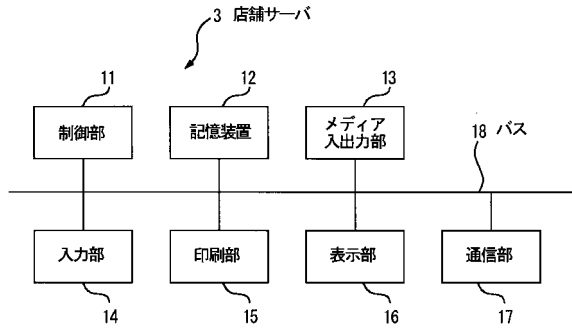 3 店舗サーバ
11
12
13
制御部
記憶装置
メディア
入出力部
18 バス
入力部
印刷部
表示部
通信部
14
15
16
17